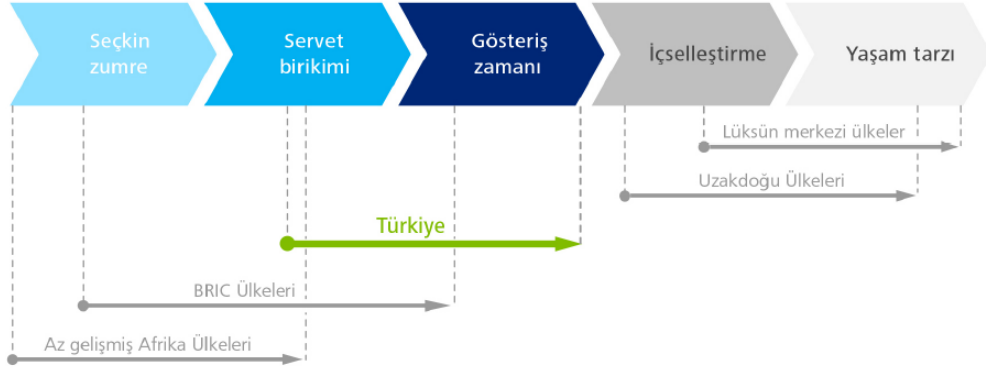 Seçkin
zumre
Servet
birikimi
Gösteriş
zamanı
İçselleştirme
Yaşam tarzı
Lüksün merkezi ülkeler
Uzakdoğu Ülkeleri
Türkiye
BRIC Ülkeleri
Az gelişmiş Afrika Ülkeleri